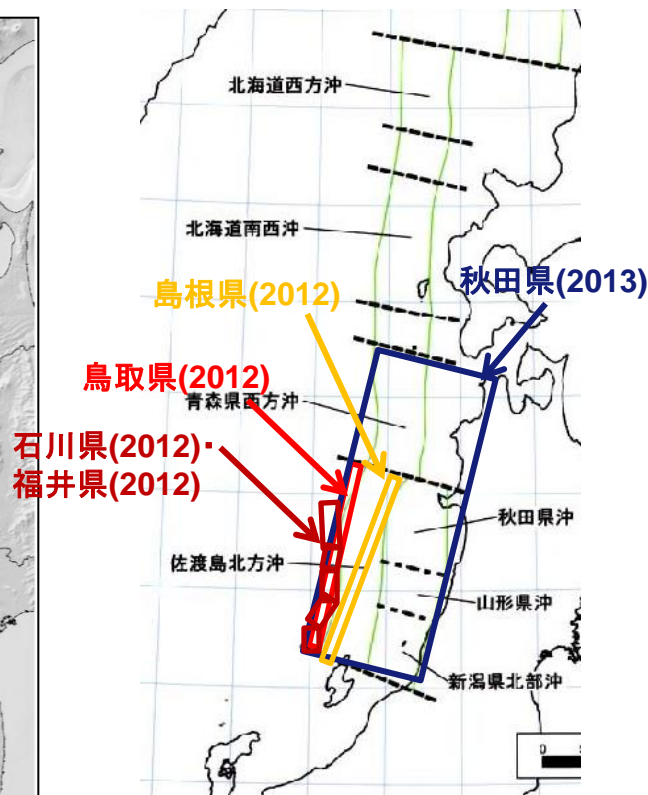 北海道西方沖
北海道南西沖
島根県(2012)
秋田県(2013)
鳥取県(2012)
青森県西方沖
石川県(2012)・
福井県(2012)
秋田県沖
佐渡島北方沖
山形県沖
新潟県北部沖
0